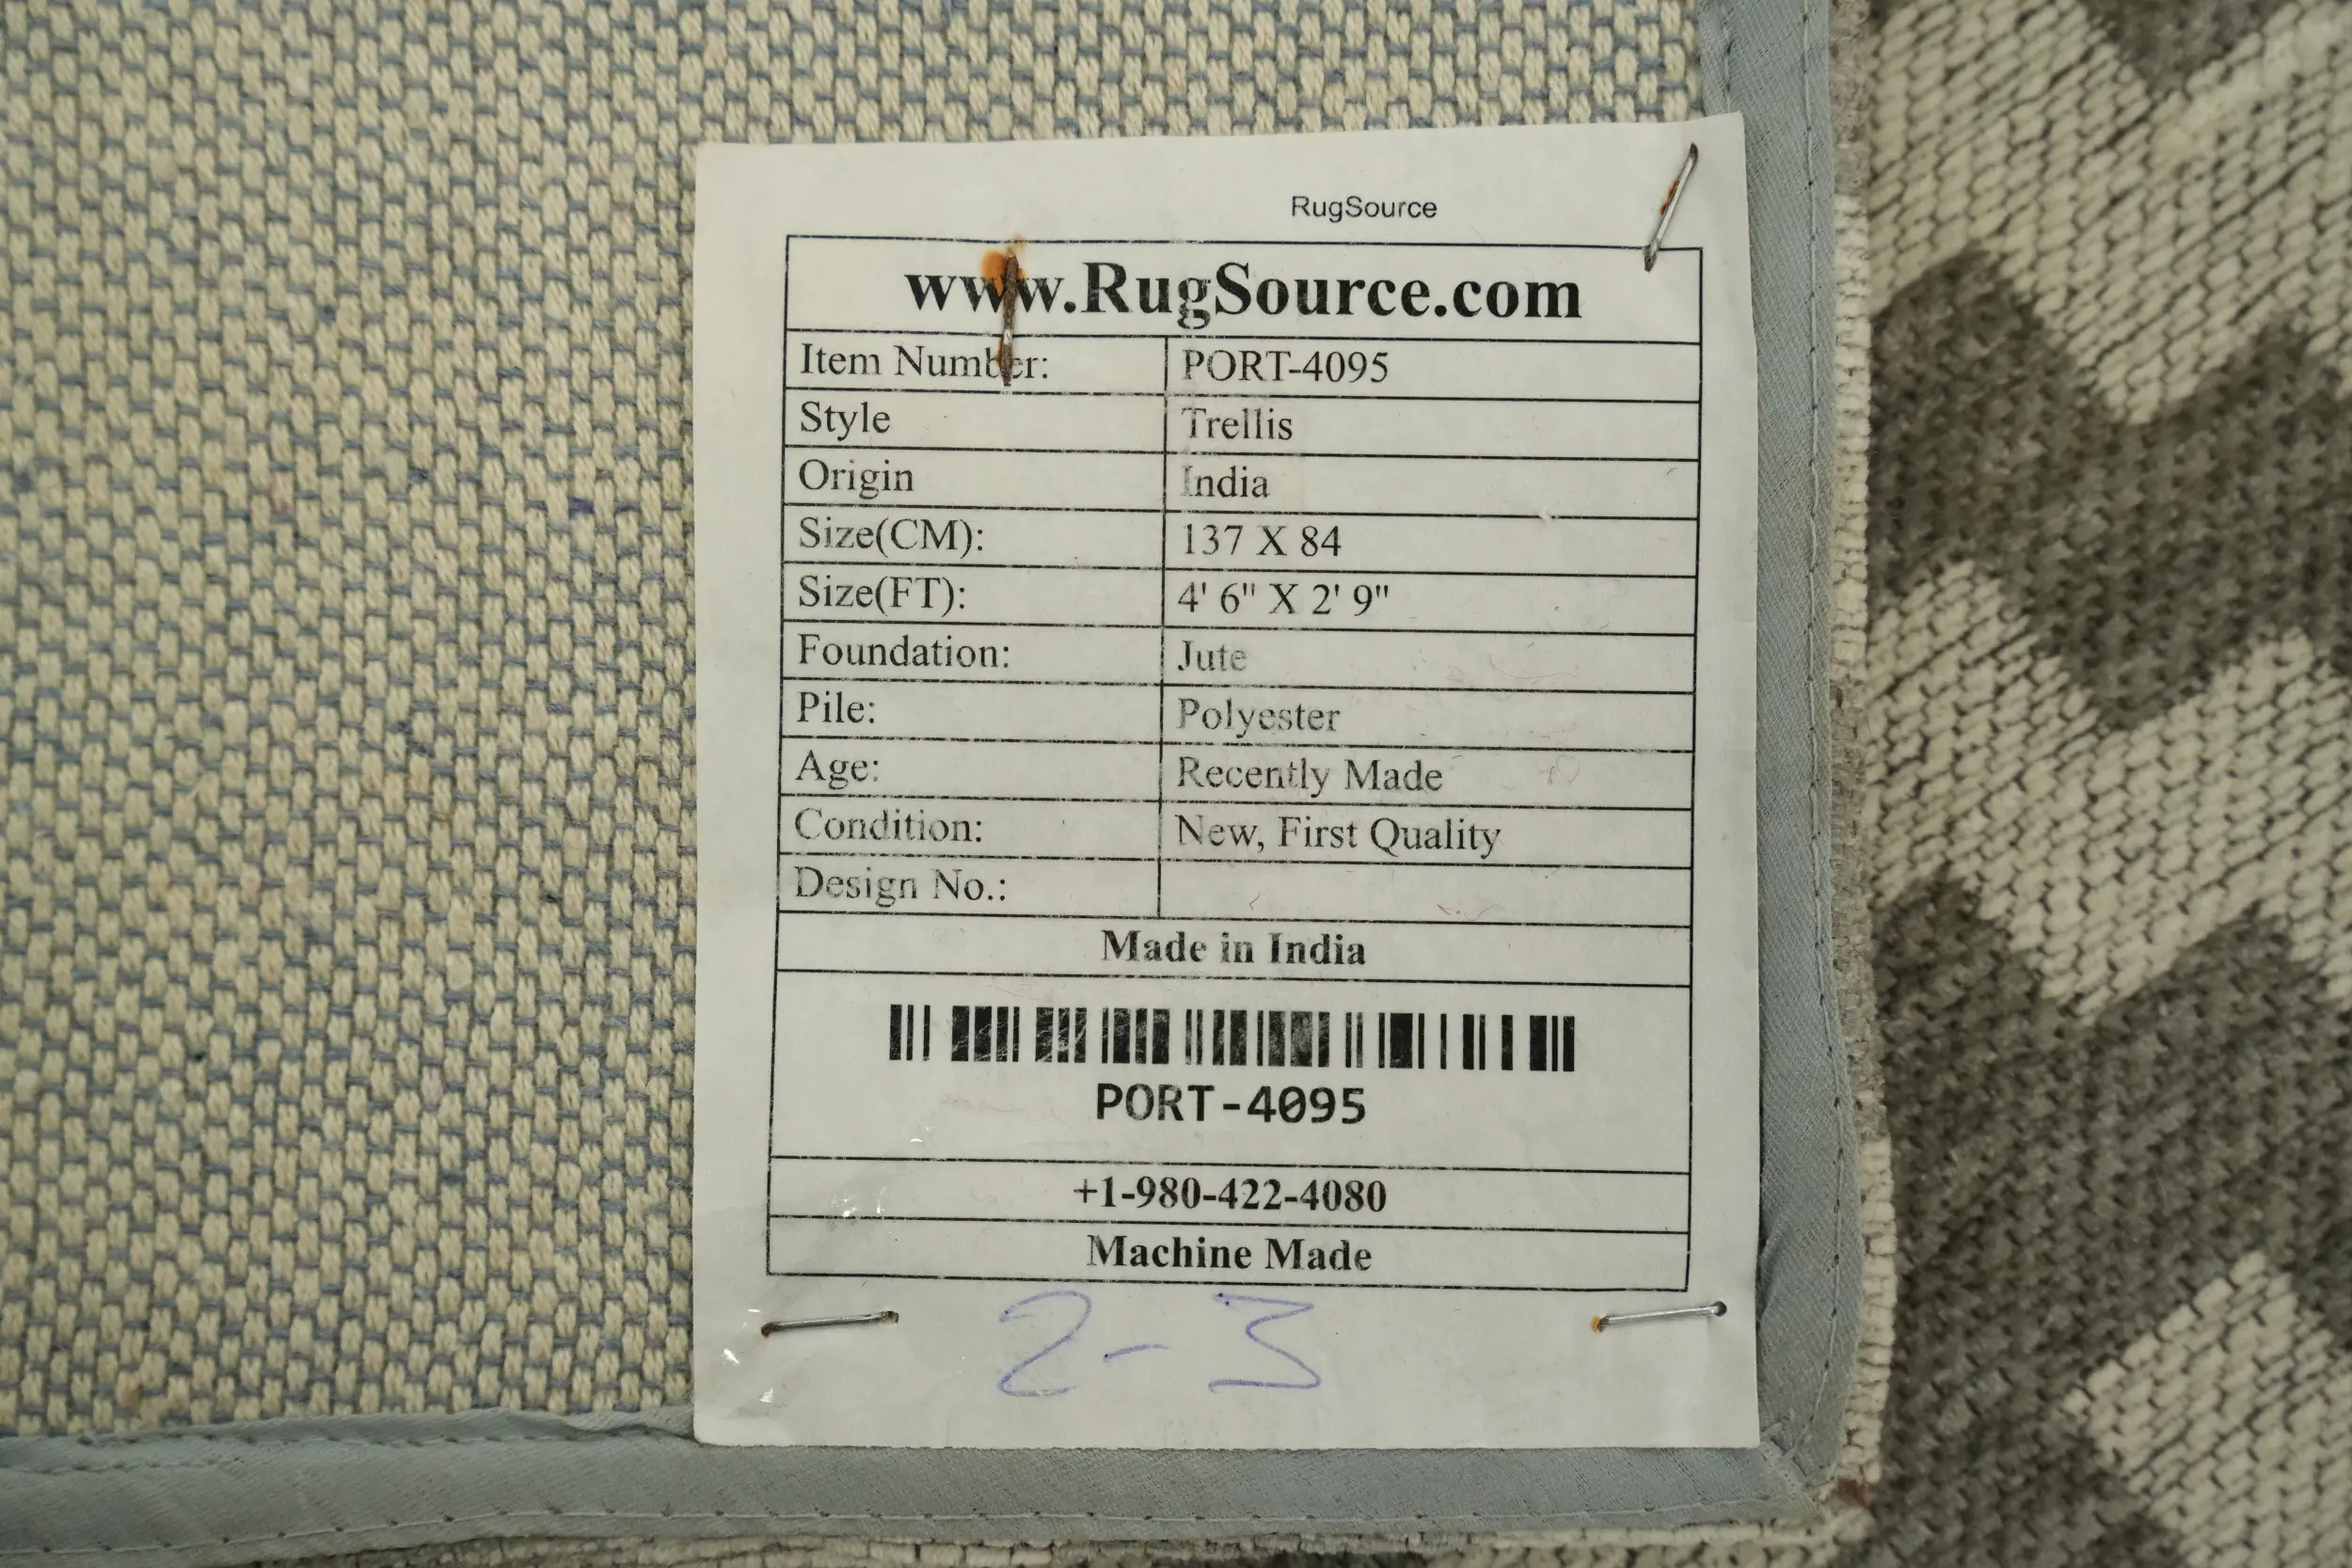 RugSource
www.RugSource.com
Item Number: PORT-4095
Style Trellis
Origin India
Size(CM): 137 X 84
Size(FT): 4' 6" X 2' 9"
Foundation: Jute
Pile: Polyester
Age: Recently Made
Condition: New, First Quality
Design No.:
Made in India
PORT-4095
+1-980-422-4080
Machine Made
2-3